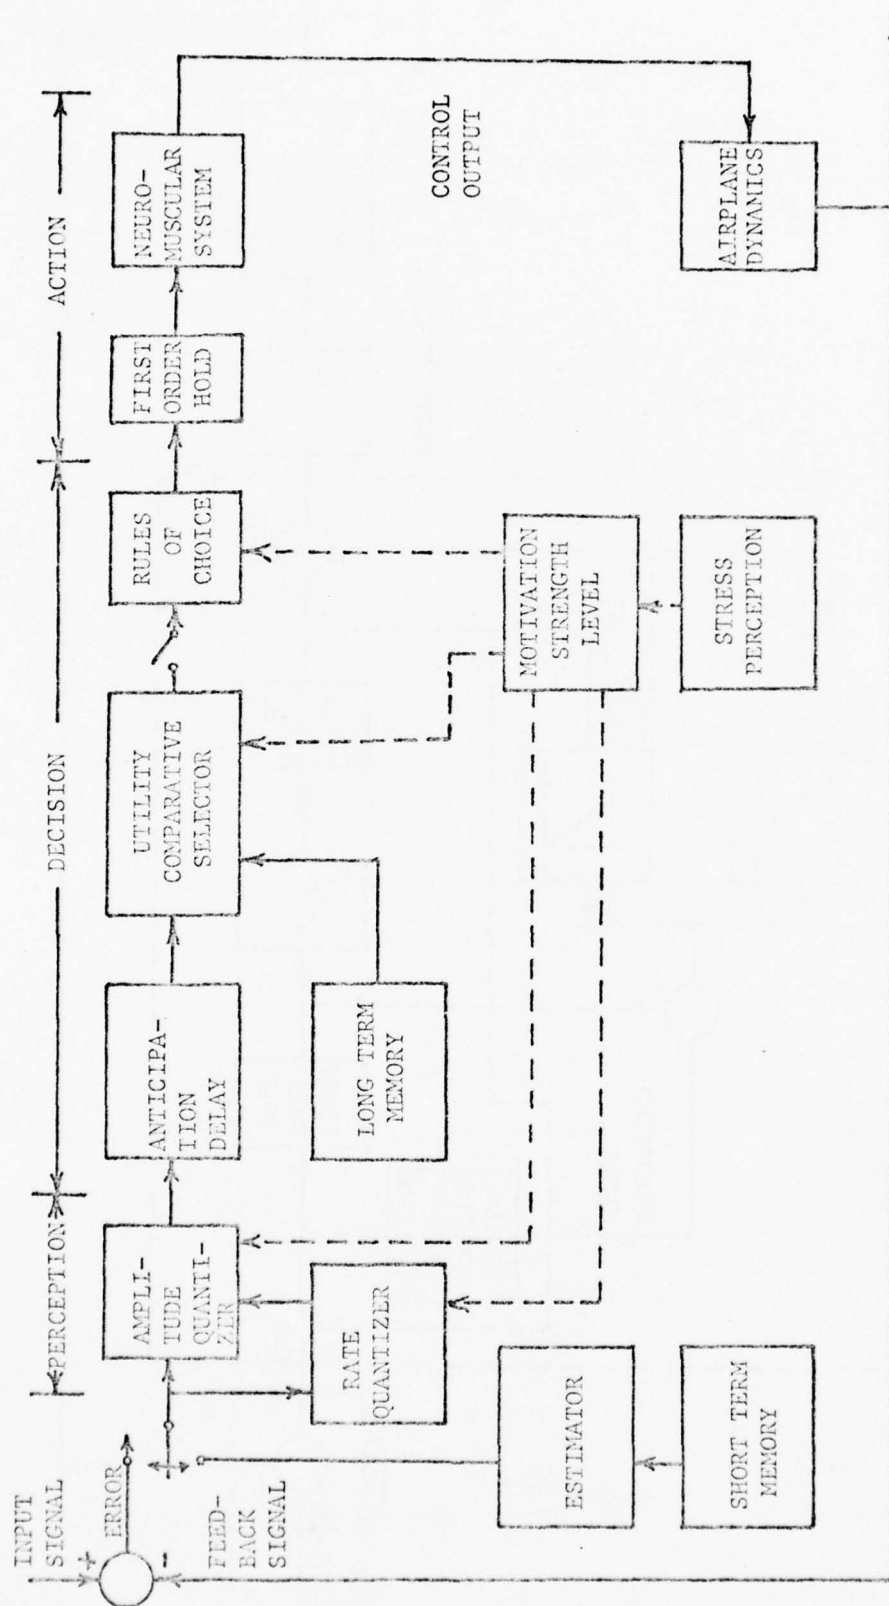 INPUT
SIGNAL
+
-
ERROR
FEED-
BACK
SIGNAL
PERCEPTION
DECISION
ACTION
AMPLI-
TUDE
QUANTI-
ZER
RATE
QUANTIZER
ESTIMATOR
SHORT TERM
MEMORY
ANTICIPA-
TION
DELAY
LONG TERM
MEMORY
UTILITY
COMPARATIVE
SELECTOR
RULES
OF
CHOICE
MOTIVATION
STRENGTH
LEVEL
STRESS
PERCEPTION
FIRST
ORDER
HOLD
NEURO-
MUSCULAR
SYSTEM
CONTROL
OUTPUT
AIRPLANE
DYNAMICS